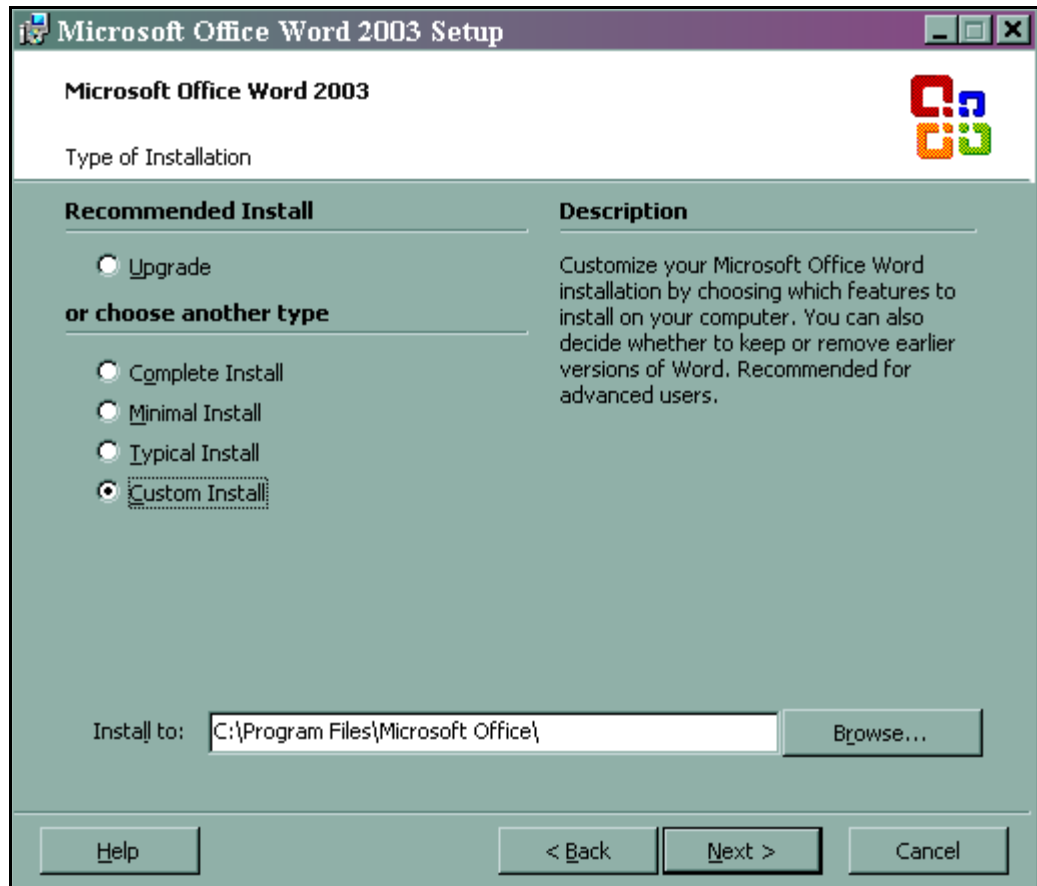 Microsoft Office Word 2003 Setup
Microsoft Office Word 2003
Type of Installation
Recommended Install
Upgrade
or choose another type
Complete Install
Minimal Install
Typical Install
Custom Install
Description
Customize your Microsoft Office Word
installation by choosing which features to
install on your computer. You can also
decide whether to keep or remove earlier
versions of Word. Recommended for
advanced users.
Install to: C:\Program Files\Microsoft Office\ Browse...
Help < Back Next > Cancel